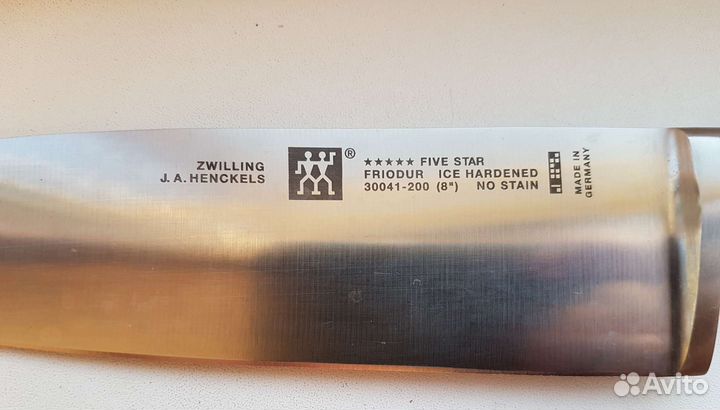 ZWILLING
J. A. HENCKELS
®
★★★★★ FIVE STAR
FRIODUR ICE HARDENED
30041-200 (8") NO STAIN
MADE IN
GERMANY
Avito